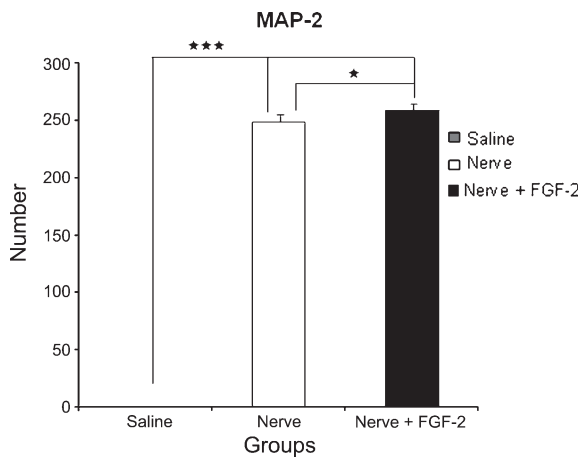 MAP-2
★★★
★
300
250
200
150
100
50
0
Number
Saline
Nerve
Nerve + FGF-2
Saline
Nerve
Nerve + FGF-2
Groups